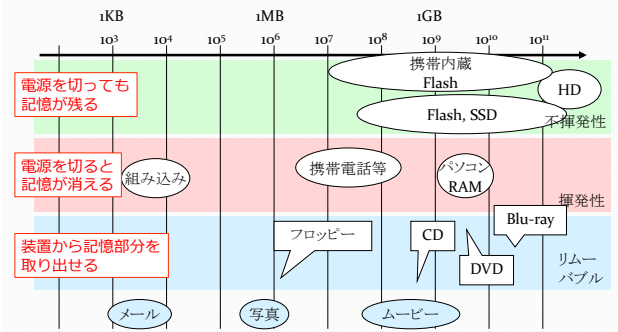 1KB 1MB 1GB
10³ 10⁴ 10⁵ 10⁶ 10⁷ 10⁸ 10⁹ 10¹⁰ 10¹¹
電源を切っても
記憶が残る
携帯内蔵
Flash
HD
Flash, SSD
不揮発性
電源を切ると
記憶が消える
組み込み
携帯電話等
パソコン
RAM
揮発性
装置から記憶部分を
取り出せる
フロッピー
CD
DVD
Blu-ray
リムー
バブル
メール
写真
ムービー